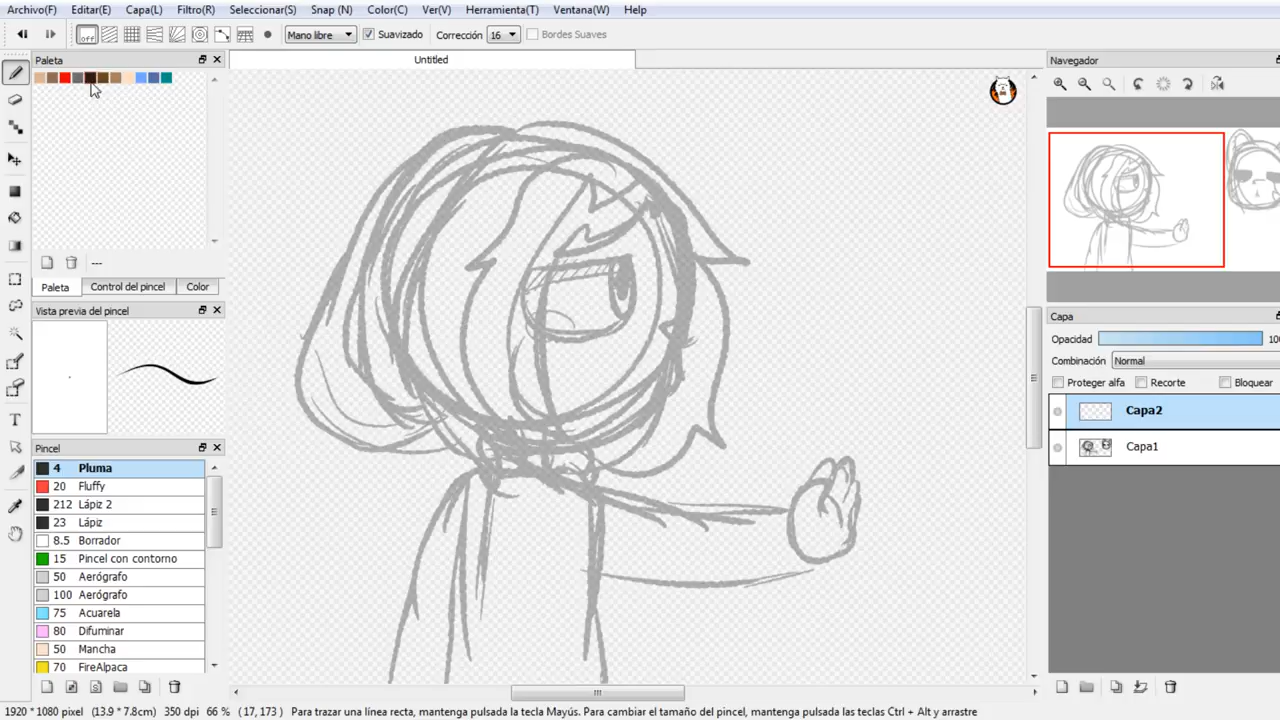 Archivo(F) Editar(E) Capa(L) Filtro(R) Seleccionar(S) Snap (N) Color(C) Ver(V) Herramienta(T) Ventana(W) Help
off Mano libre Suavizado Corrección 16 Bordes Suaves
Paleta
Untitled
Navegador
---
Paleta Control del pincel Color
Vista previa del pincel
Capa
Opacidad 100
Combinación Normal
Proteger alfa Recorte Bloquear
Capa2
Capa1
Pincel
4 Pluma
20 Fluffy
212 Lápiz 2
23 Lápiz
8.5 Borrador
15 Pincel con contorno
50 Aerógrafo
100 Aerógrafo
75 Acuarela
80 Difuminar
50 Mancha
70 FireAlpaca
1920 * 1080 pixel (13.9 * 7.8cm) 350 dpi 66 % ( 17, 173 ) Para trazar una línea recta, mantenga pulsada la tecla Mayús. Para cambiar el tamaño del pincel, mantenga pulsada las teclas Ctrl + Alt y arrastre